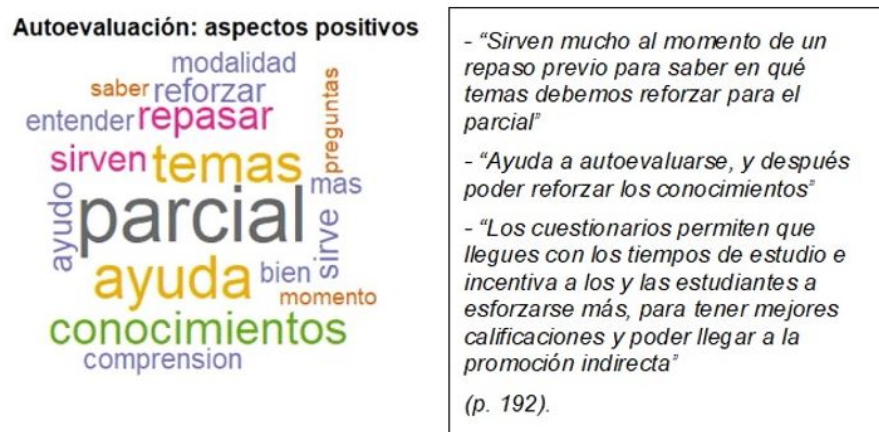 Autoevaluación: aspectos positivos
modalidad
saber reforzar
entender repasar
preguntas
sirven temas
mas
ayudo
parcial
sirve
ayuda bien
momento
conocimientos
comprension
- “Sirven mucho al momento de un
repaso previo para saber en qué
temas debemos reforzar para el
parcial”
- “Ayuda a autoevaluarse, y después
poder reforzar los conocimientos”
- “Los cuestionarios permiten que
llegues con los tiempos de estudio e
incentiva a los y las estudiantes a
esforzarse más, para tener mejores
calificaciones y poder llegar a la
promoción indirecta”
(p. 192).